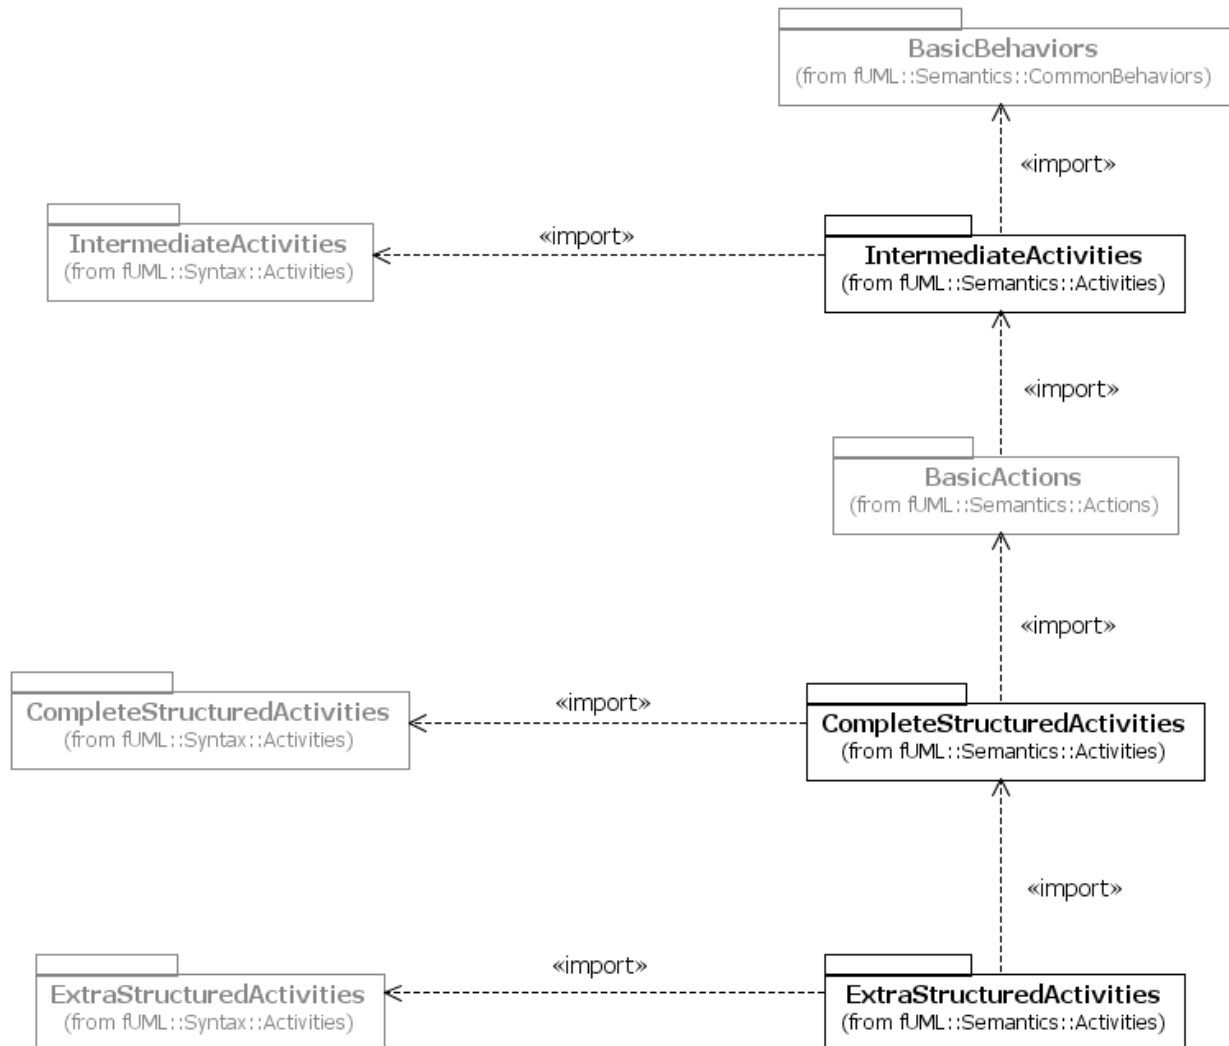 BasicBehaviors
(from fUML::Semantics::CommonBehaviors)
«import»
«import»
IntermediateActivities
(from fUML::Syntax::Activities)
IntermediateActivities
(from fUML::Semantics::Activities)
«import»
BasicActions
(from fUML::Semantics::Actions)
«import»
«import»
CompleteStructuredActivities
(from fUML::Syntax::Activities)
CompleteStructuredActivities
(from fUML::Semantics::Activities)
«import»
«import»
ExtraStructuredActivities
(from fUML::Syntax::Activities)
ExtraStructuredActivities
(from fUML::Semantics::Activities)